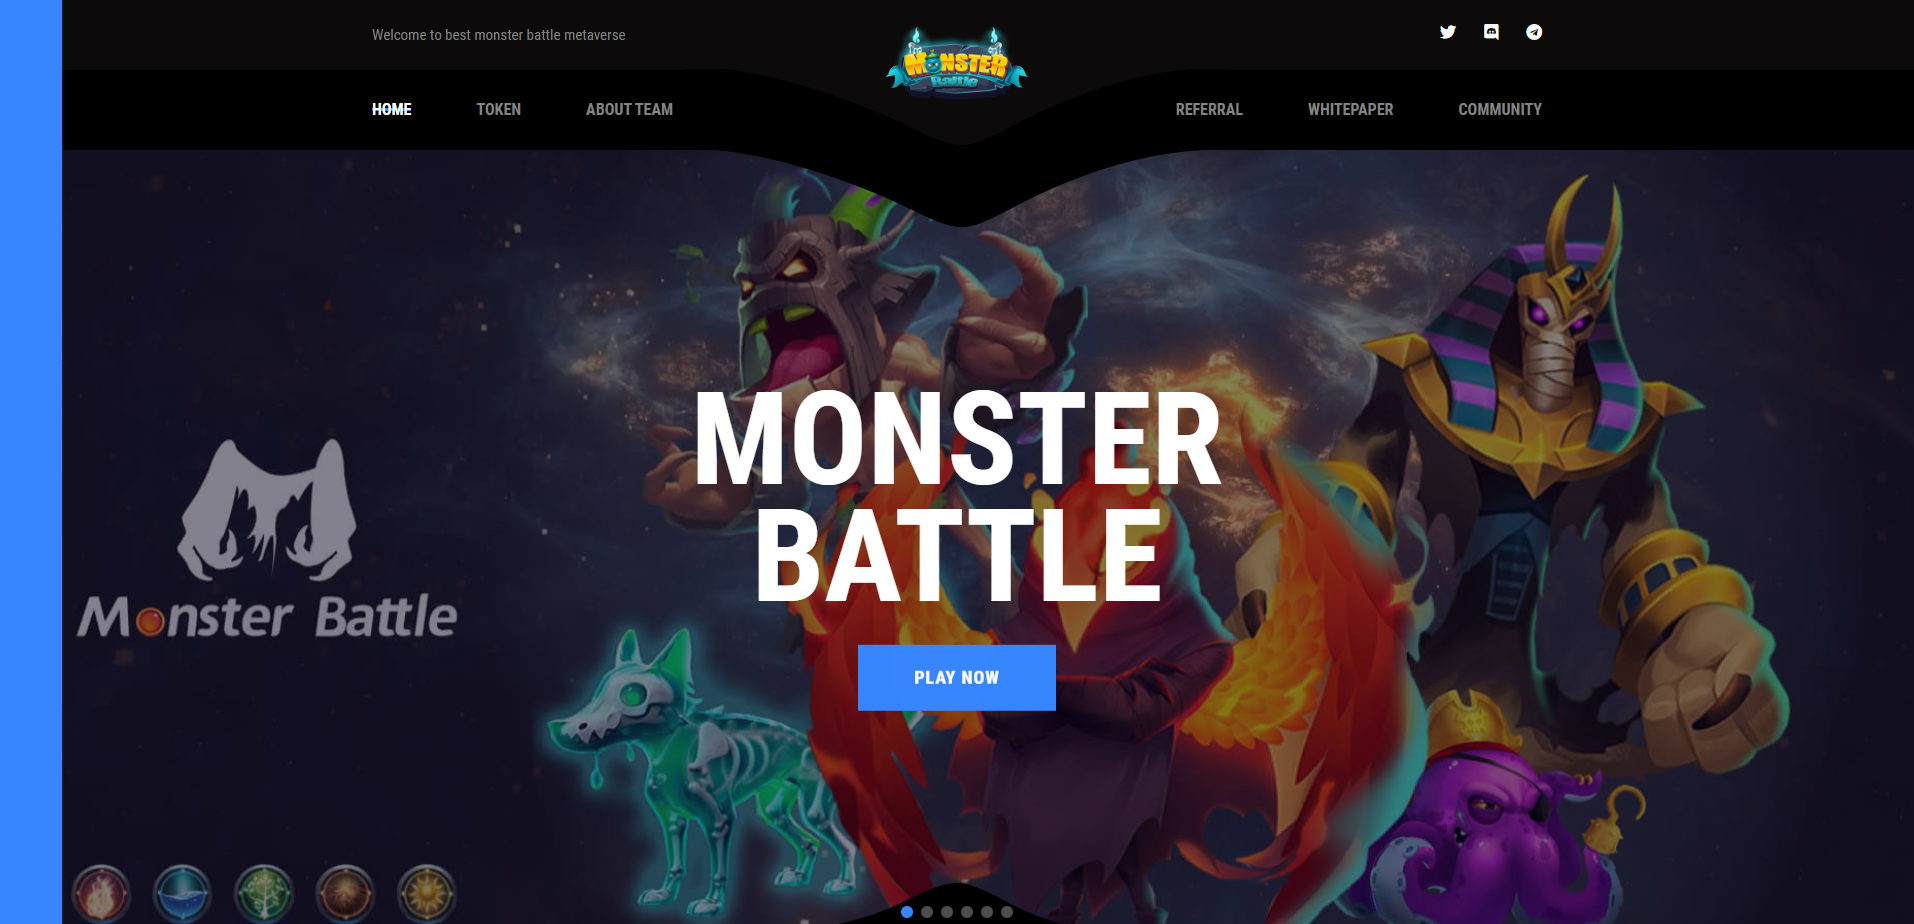 Welcome to best monster battle metaverse
MONSTER
Battle
HOME
TOKEN
ABOUT TEAM
REFERRAL
WHITEPAPER
COMMUNITY
MONSTER
BATTLE
Monster Battle
PLAY NOW